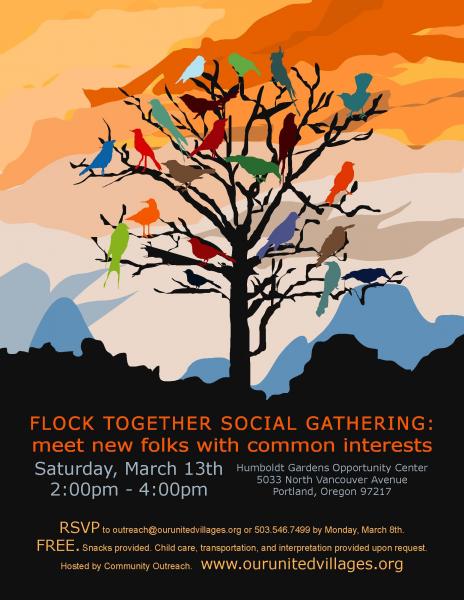 FLOCK TOGETHER SOCIAL GATHERING:
meet new folks with common interests
Saturday, March 13th
2:00pm - 4:00pm
Humboldt Gardens Opportunity Center
5033 North Vancouver Avenue
Portland, Oregon 97217
RSVP to outreach@ourunitedvillages.org or 503.546.7499 by Monday, March 8th.
FREE. Snacks provided. Child care, transportation, and interpretation provided upon request.
Hosted by Community Outreach. www.ourunitedvillages.org